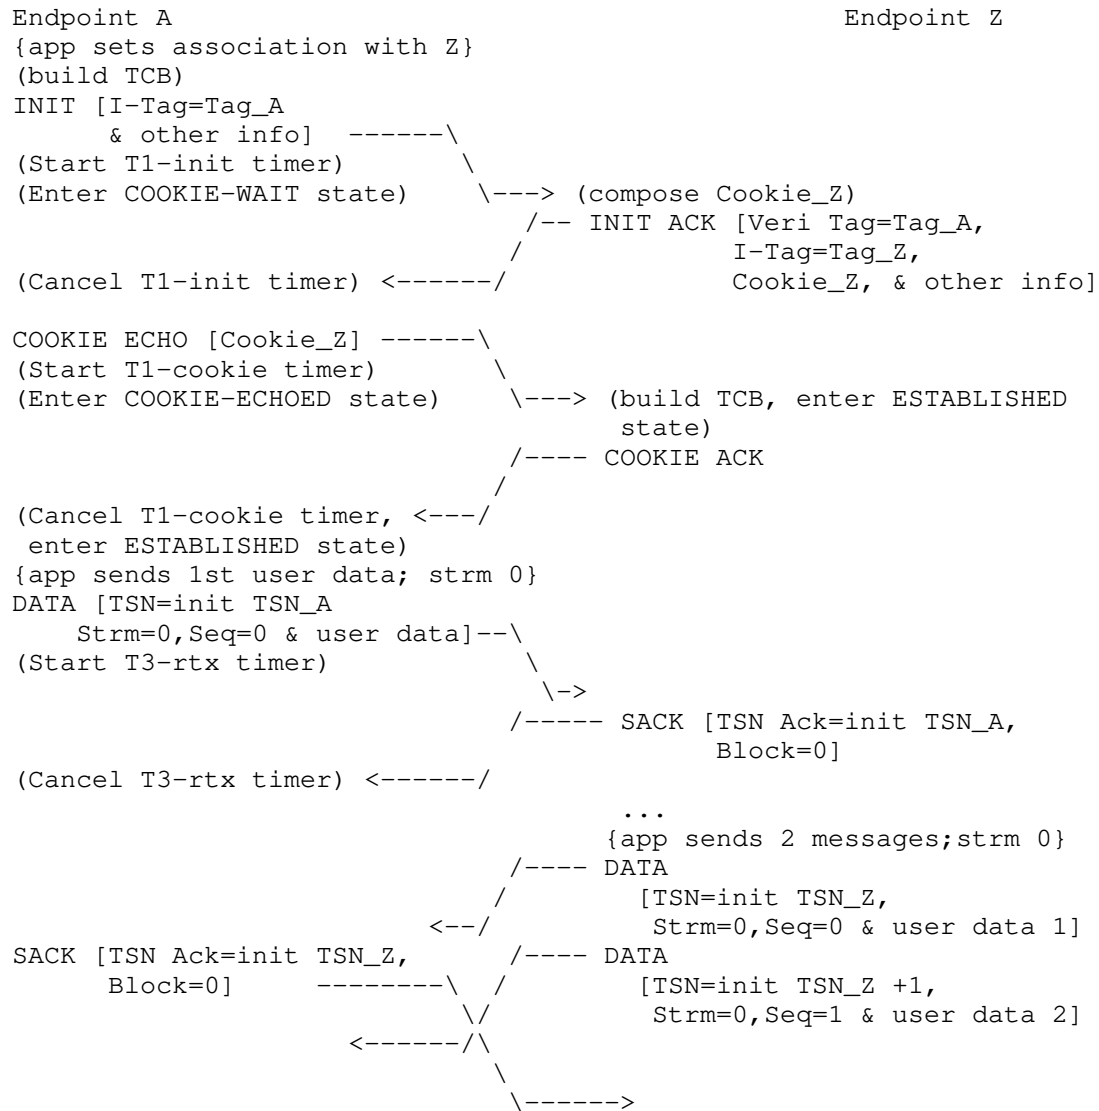 Endpoint A                                          Endpoint Z
{app sets association with Z}
(build TCB)
INIT [I-Tag=Tag_A
      & other info]  ------\
(Start T1-init timer)       \
(Enter COOKIE-WAIT state)    \---> (compose Cookie_Z)
                                /-- INIT ACK [Veri Tag=Tag_A,
                               /             I-Tag=Tag_Z,
(Cancel T1-init timer) <------/              Cookie_Z, & other info]
COOKIE ECHO [Cookie_Z] ------\
(Start T1-cookie timer)       \
(Enter COOKIE-ECHOED state)    \---> (build TCB, enter ESTABLISHED
                                      state)
                               /---- COOKIE ACK
                              /
(Cancel T1-cookie timer, <---/
 enter ESTABLISHED state)
{app sends 1st user data; strm 0}
DATA [TSN=init TSN_A
    Strm=0,Seq=0 & user data]--\
(Start T3-rtx timer)            \
                                 \->
                               /----- SACK [TSN Ack=init TSN_A,
                                            Block=0]
(Cancel T3-rtx timer) <------/
                                      ...
                                     {app sends 2 messages;strm 0}
                               /---- DATA
                              /        [TSN=init TSN_Z,
                          <--/          Strm=0,Seq=0 & user data 1]
SACK [TSN Ack=init TSN_Z,      /---- DATA
      Block=0]     --------\  /        [TSN=init TSN_Z +1,
                            \/          Strm=0,Seq=1 & user data 2]
                     <------/\
                              \
                               \------>